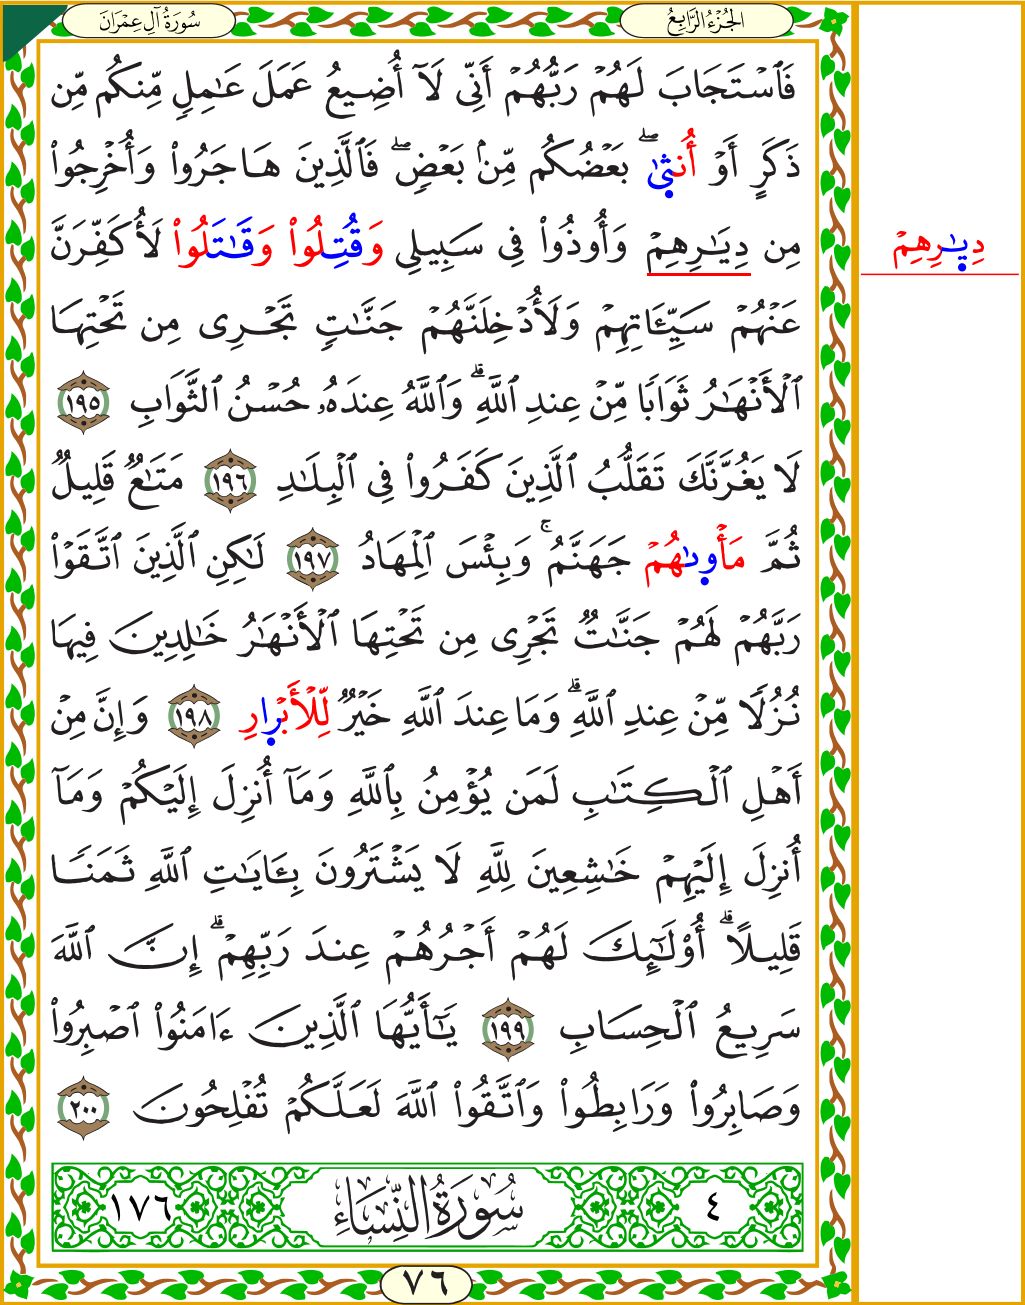 سُورَةُ آلِ عِمْرَانَ
الجُزْءُ الرَّابِعُ
فَٱسْتَجَابَ لَهُمْ رَبُّهُمْ أَنِّى لَآ أُضِيعُ عَمَلَ عَٰمِلٍ مِّنكُم مِّن
ذَكَرٍ أَوْ أُنثَىٰۖ بَعْضُكُم مِّنۢ بَعْضٍۖ فَٱلَّذِينَ هَاجَرُوا۟ وَأُخْرِجُوا۟
مِن دِيَٰرِهِمْ وَأُوذُوا۟ فِى سَبِيلِى وَقُتِلُوا۟ وَقَٰتَلُوا۟ لَأُكَفِّرَنَّ
دِيَٰرِهِمْ
عَنْهُمْ سَيِّـَٔاتِهِمْ وَلَأُدْخِلَنَّهُمْ جَنَّٰتٍ تَجْرِى مِن تَحْتِهَا
ٱلْأَنْهَٰرُ ثَوَابًا مِّنْ عِندِ ٱللَّهِۗ وَٱللَّهُ عِندَهُۥ حُسْنُ ٱلثَّوَابِ ١٩٥
لَا يَغُرَّنَّكَ تَقَلُّبُ ٱلَّذِينَ كَفَرُوا۟ فِى ٱلْبِلَٰدِ ١٩٦ مَتَٰعٌ قَلِيلٌ
ثُمَّ مَأْوَىٰهُمْ جَهَنَّمُۚ وَبِئْسَ ٱلْمِهَادُ ١٩٧ لَٰكِنِ ٱلَّذِينَ ٱتَّقَوْا۟
رَبَّهُمْ لَهُمْ جَنَّٰتٌ تَجْرِى مِن تَحْتِهَا ٱلْأَنْهَٰرُ خَٰلِدِينَ فِيهَا
نُزُلًا مِّنْ عِندِ ٱللَّهِۗ وَمَا عِندَ ٱللَّهِ خَيْرٌ لِّلْأَبْرَارِ ١٩٨ وَإِنَّ مِنْ
أَهْلِ ٱلْكِتَٰبِ لَمَن يُؤْمِنُ بِٱللَّهِ وَمَآ أُنزِلَ إِلَيْكُمْ وَمَآ
أُنزِلَ إِلَيْهِمْ خَٰشِعِينَ لِلَّهِ لَا يَشْتَرُونَ بِـَٔايَٰتِ ٱللَّهِ ثَمَنًا
قَلِيلًاۗ أُو۟لَٰٓئِكَ لَهُمْ أَجْرُهُمْ عِندَ رَبِّهِمْۗ إِنَّ ٱللَّهَ
سَرِيعُ ٱلْحِسَابِ ١٩٩ يَٰٓأَيُّهَا ٱلَّذِينَ ءَامَنُوا۟ ٱصْبِرُوا۟
وَصَابِرُوا۟ وَرَابِطُوا۟ وَٱتَّقُوا۟ ٱللَّهَ لَعَلَّكُمْ تُفْلِحُونَ ٢٠٠
٤ سُورَةُ النِّسَاءِ ١٧٦
٧٦